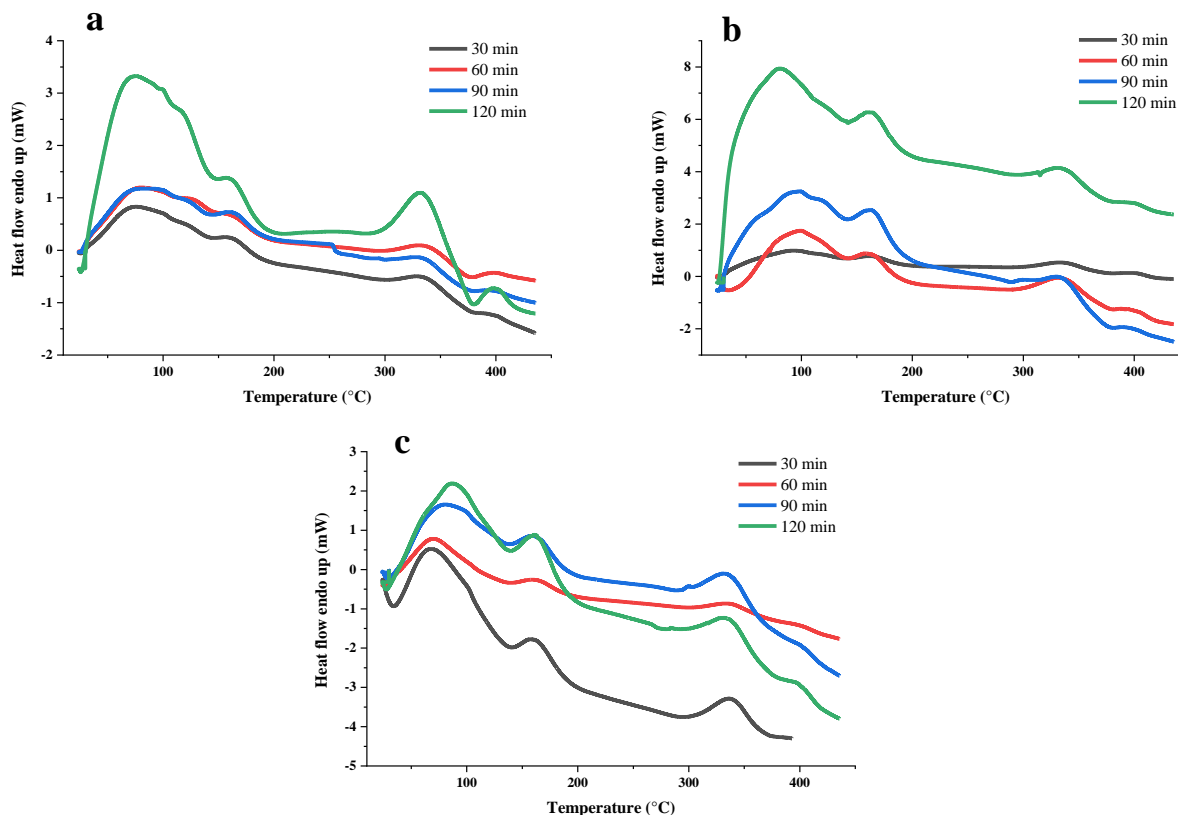 a
4
3
2
1
0
-1
-2
100
200
300
400
Heat flow endo up (mW)
Temperature (°C)
30 min
60 min
90 min
120 min
b
8
6
4
2
0
-2
100
200
300
400
Heat flow endo up (mW)
Temperature (°C)
30 min
60 min
90 min
120 min
c
3
2
1
0
-1
-2
-3
-4
-5
100
200
300
400
Heat flow endo up (mW)
Temperature (°C)
30 min
60 min
90 min
120 min